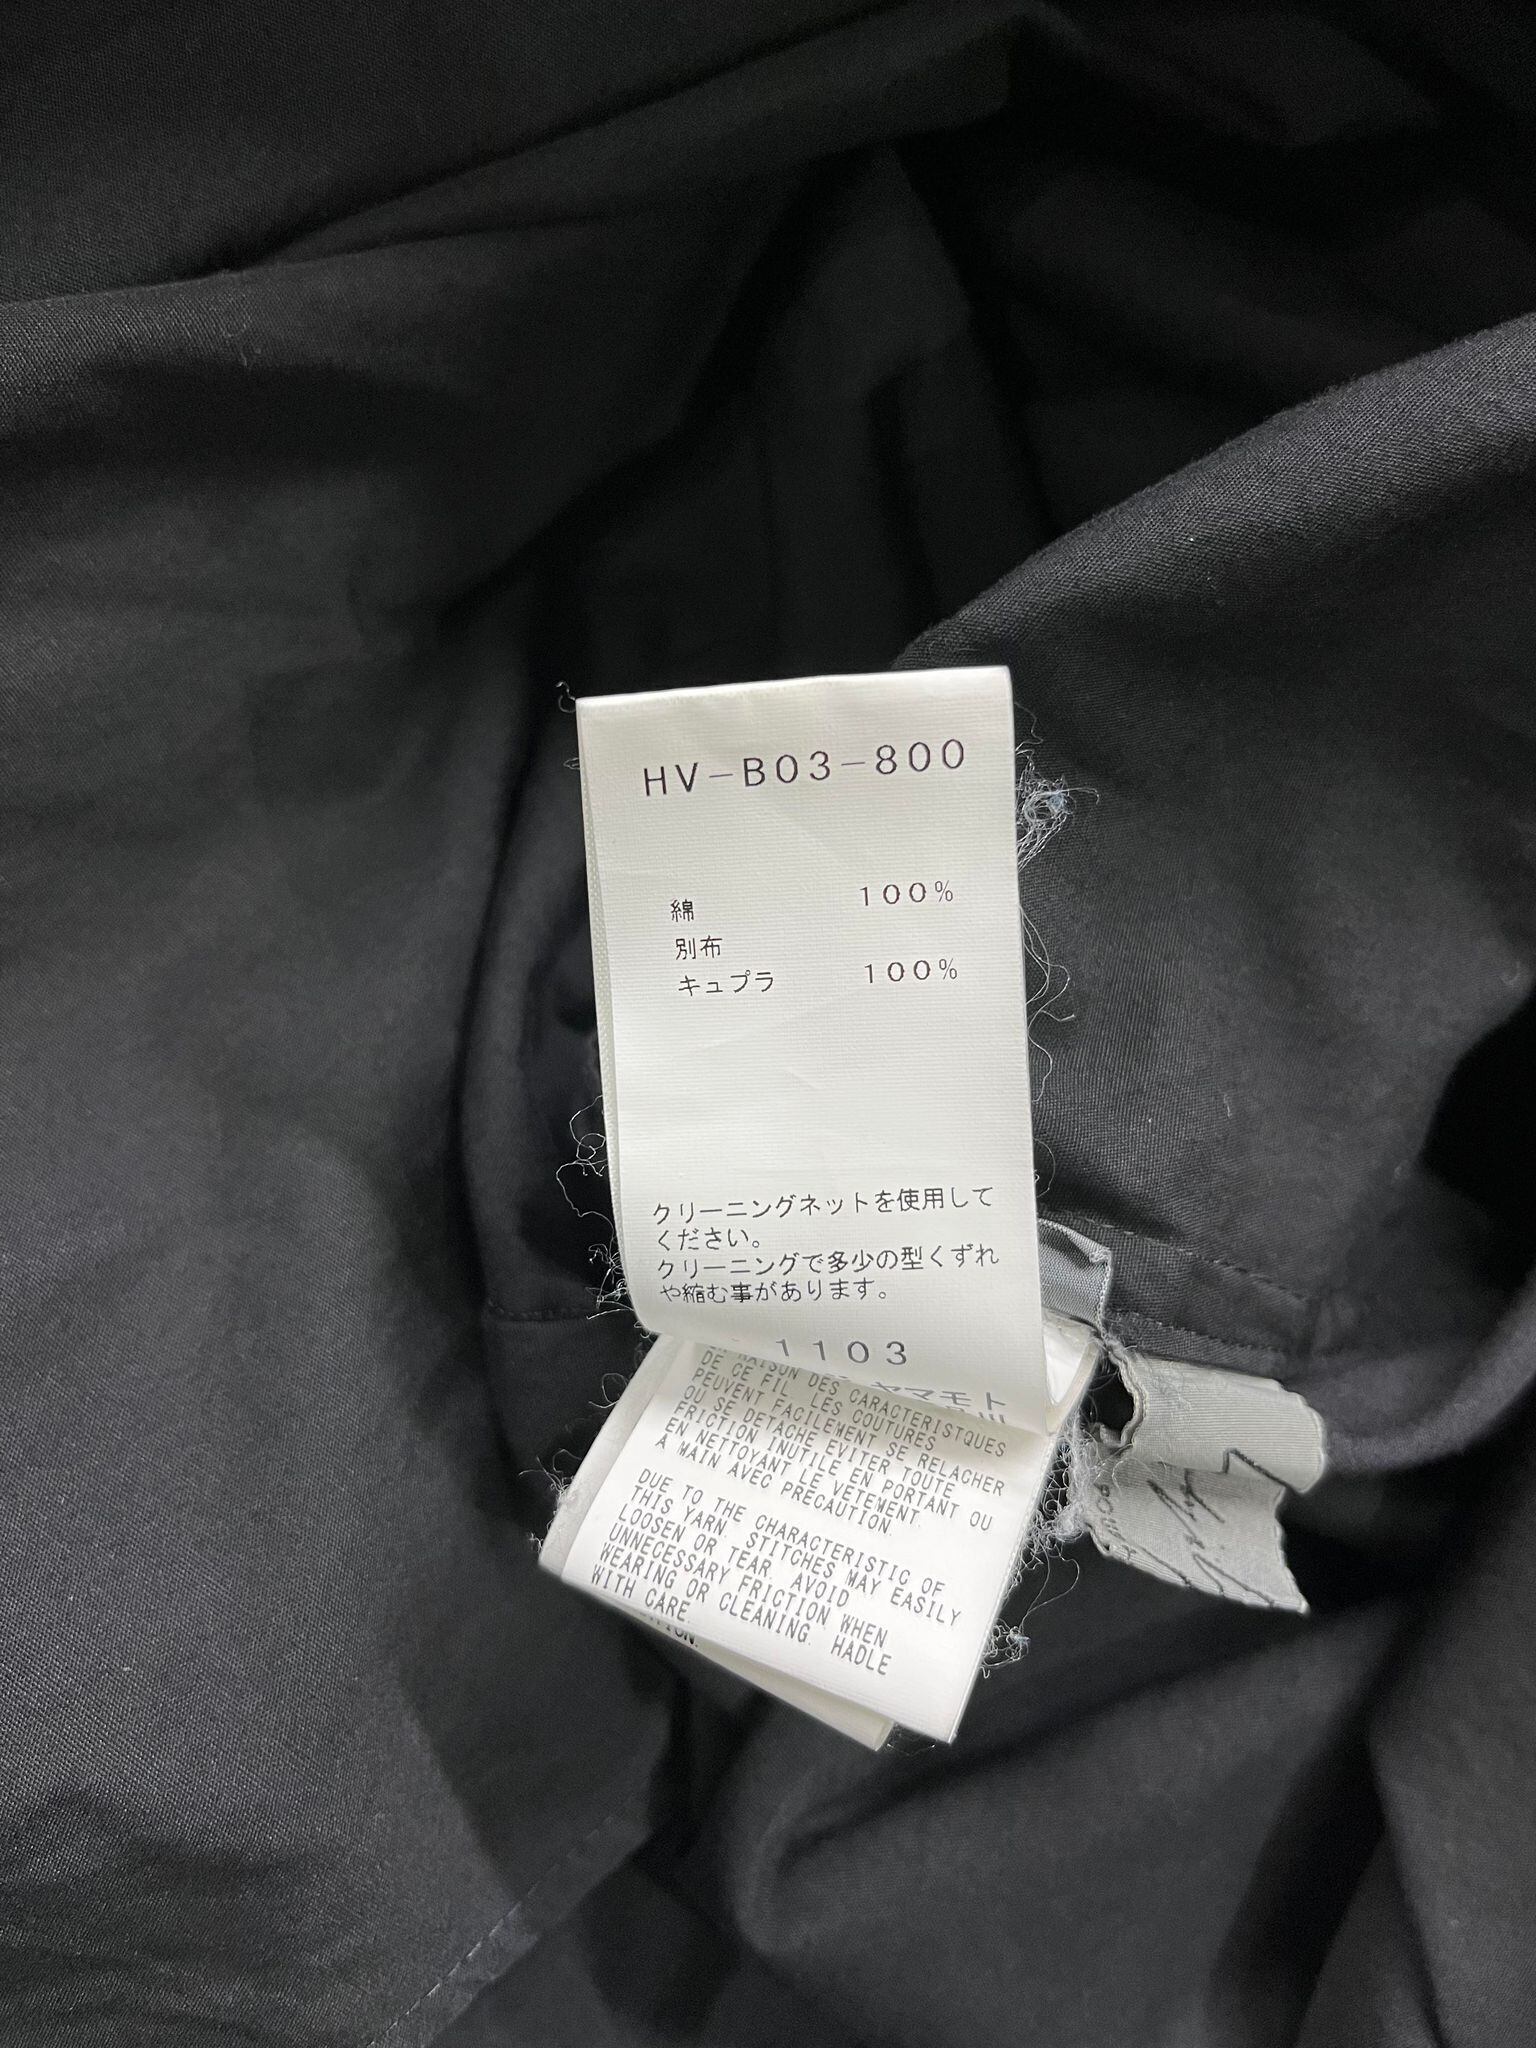 HV-B03-800
綿 100%
別布
キュプラ 100%
クリーニングネットを使用して
ください。
クリーニングで多少の型くずれ
や縮む事があります。
1103
ヤマモト
RAISON DES CARACTERISTQUES
DE CE FIL. LES COUTURES
PEUVENT FACILEMENT SE RELACHER
OU SE DETACHE EVITER TOUTE
FRICTION INUTILE EN PORTANT OU
EN NETTOYANT LE VETEMENT.
A MAIN AVEC PRECAUTION.
DUE TO THE CHARACTERISTIC OF
THIS YARN. STITCHES MAY EASILY
LOOSEN OR TEAR. AVOID
UNNECESSARY FRICTION WHEN
WEARING OR CLEANING. HADLE
WITH CARE.